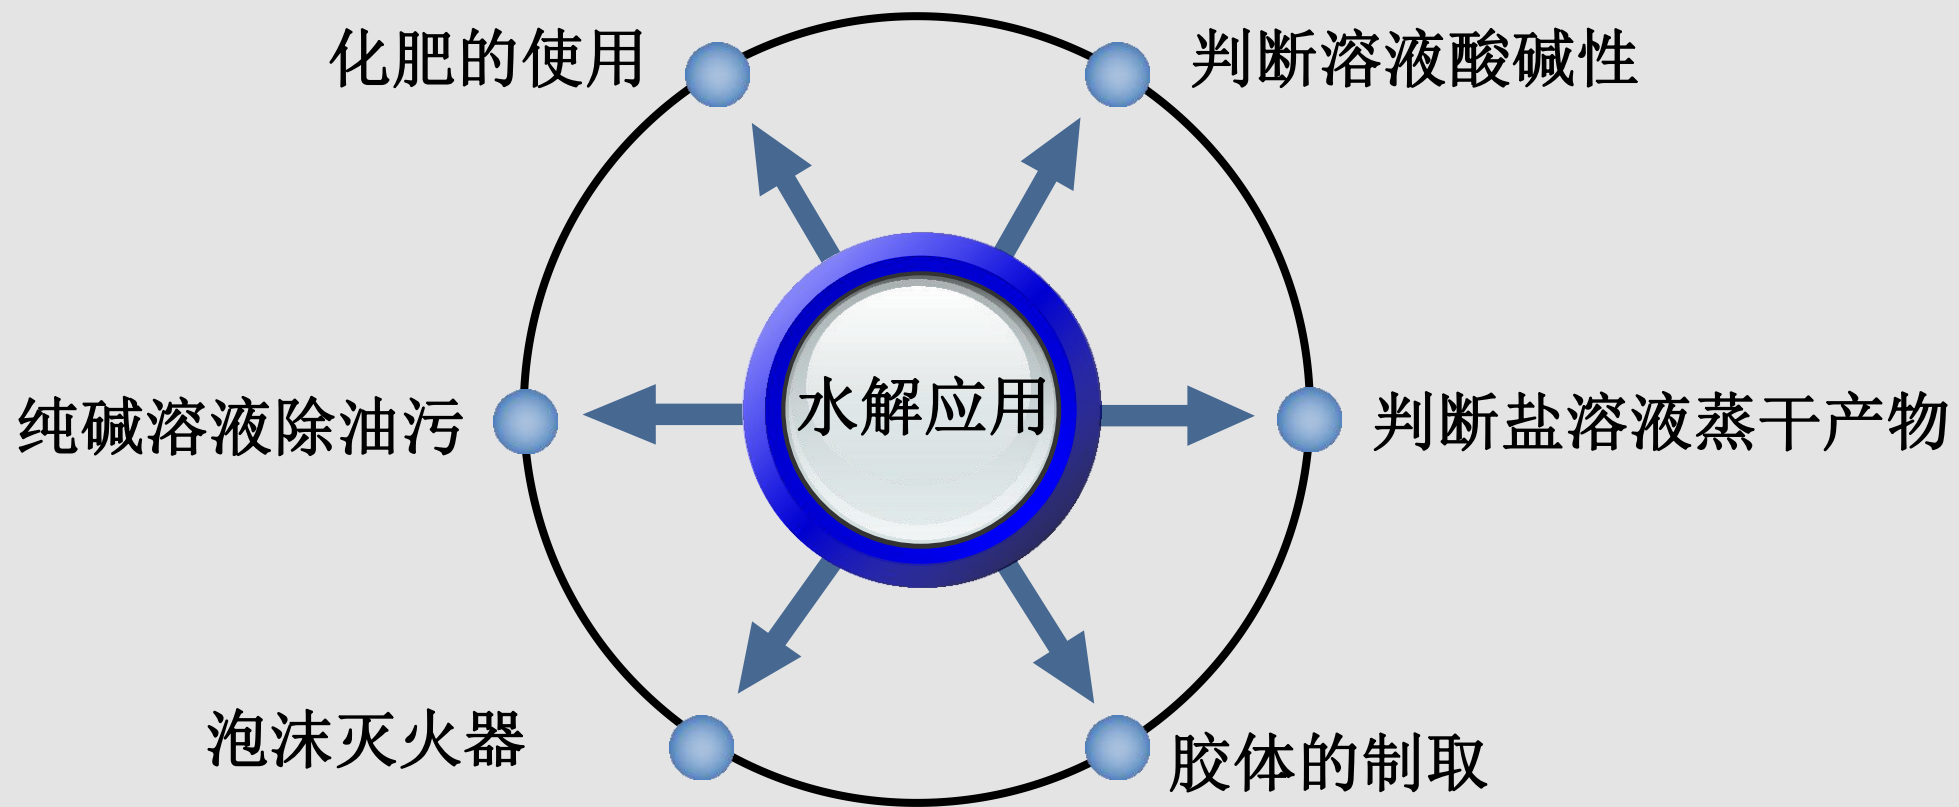 化肥的使用
判断溶液酸碱性
水解应用
纯碱溶液除油污
判断盐溶液蒸干产物
泡沫灭火器
胶体的制取